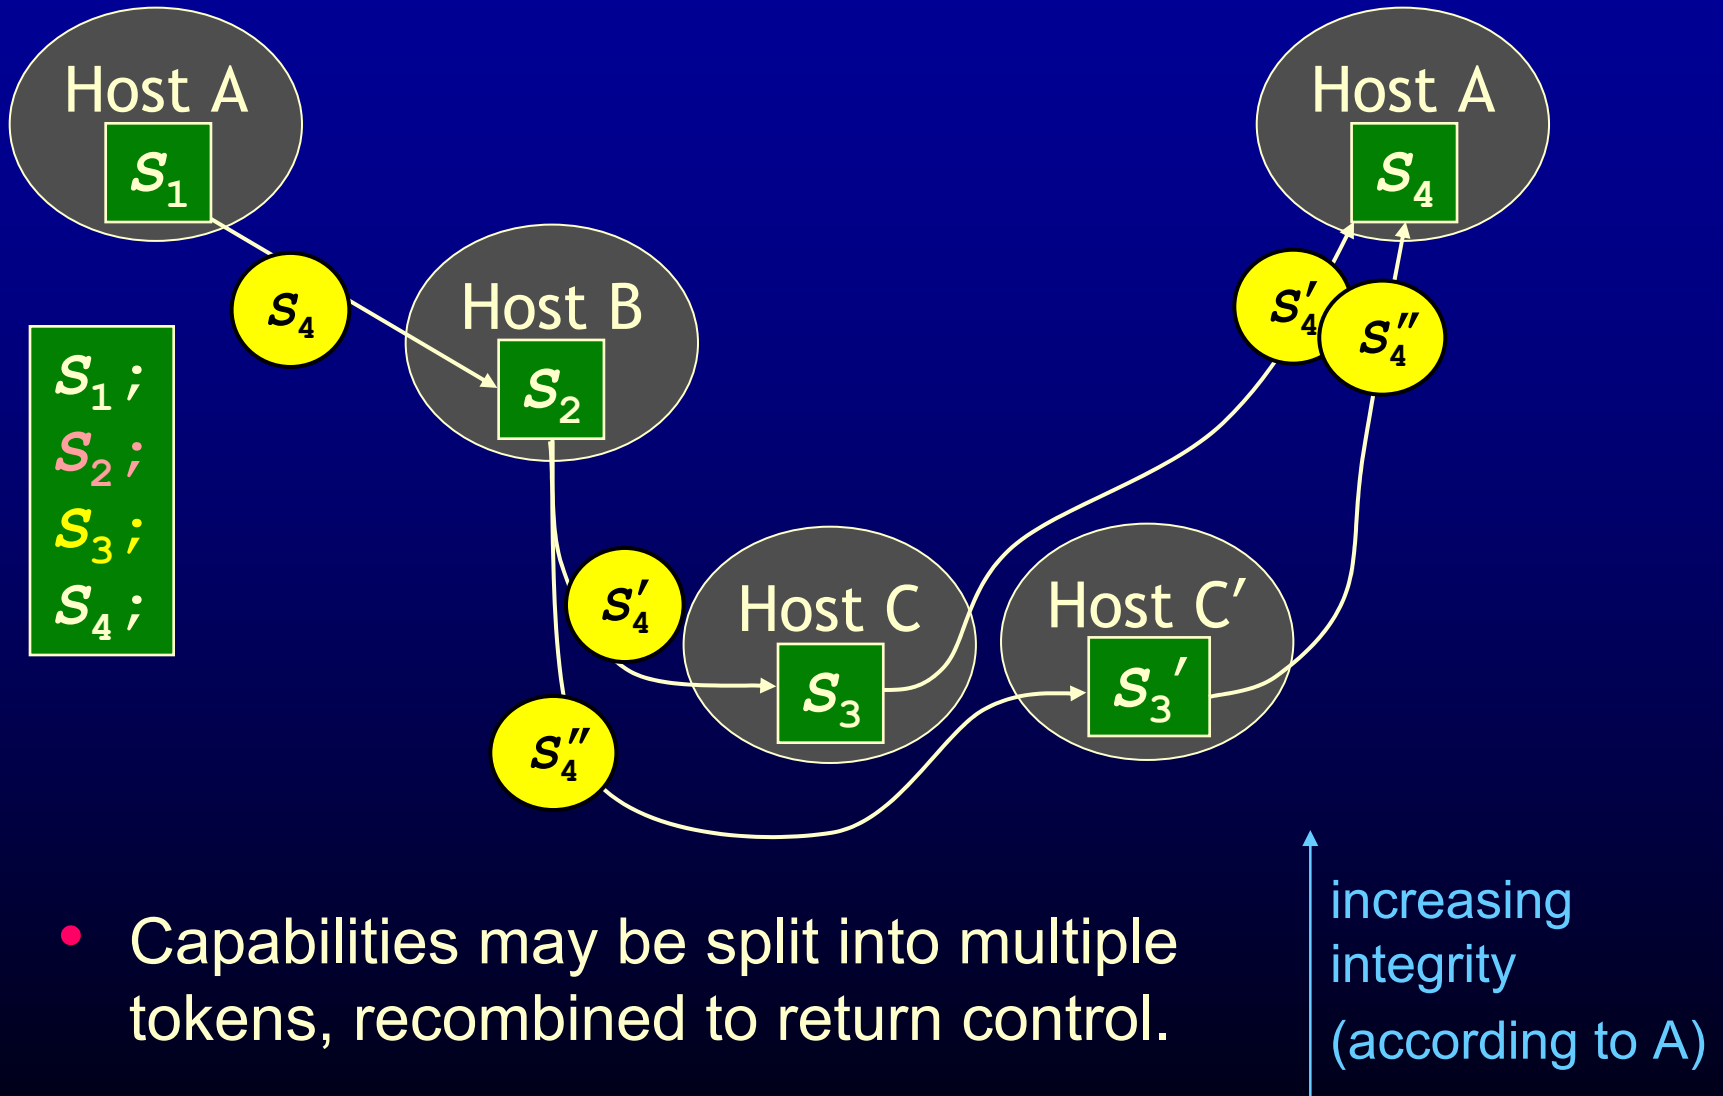 Host A
S₁
Host A
S₄
S₄
Host B
S₂
S₄′
S₄″
S₁;
S₂;
S₃;
S₄;
S₄′
Host C
S₃
Host C′
S₃′
S₄″
• Capabilities may be split into multiple
tokens, recombined to return control.
increasing
integrity
(according to A)